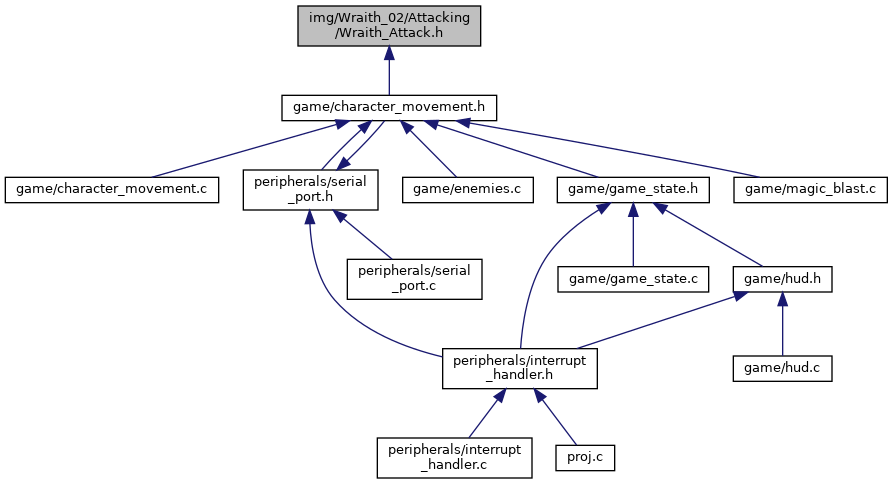 img/Wraith_02/Attacking
/Wraith_Attack.h
game/character_movement.h
game/character_movement.c
peripherals/serial
_port.h
game/enemies.c
game/game_state.h
game/magic_blast.c
peripherals/serial
_port.c
game/game_state.c
game/hud.h
peripherals/interrupt
_handler.h
game/hud.c
peripherals/interrupt
_handler.c
proj.c